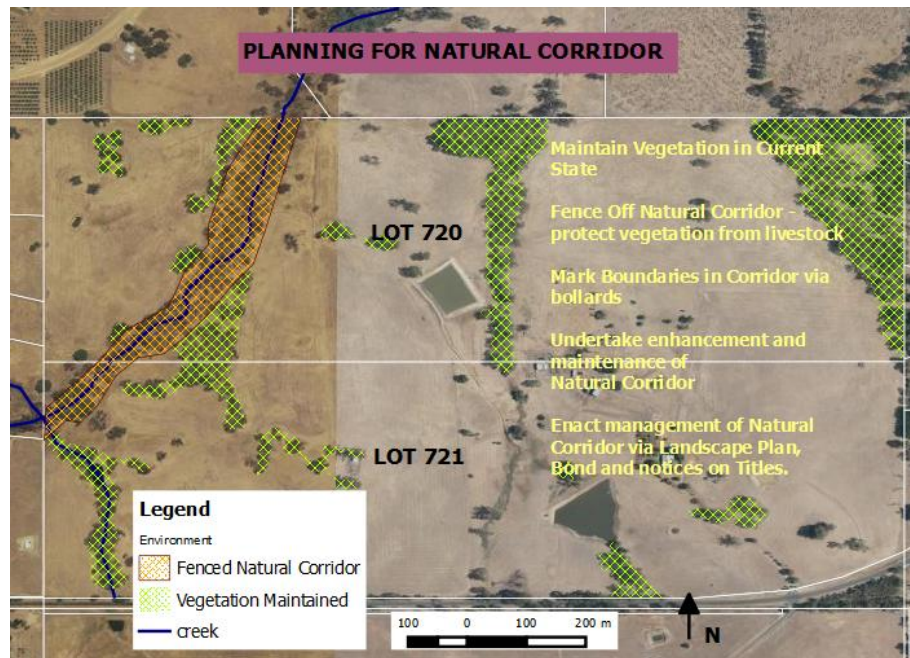 PLANNING FOR NATURAL CORRIDOR
Maintain Vegetation in Current
State
Fence Off Natural Corridor -
protect vegetation from livestock
Mark Boundaries in Corridor via
bollards
Undertake enhancement and
maintenance of
Natural Corridor
Enact management of Natural
Corridor via Landscape Plan,
Bond and notices on Titles.
LOT 720
LOT 721
Legend
Environment
Fenced Natural Corridor
Vegetation Maintained
creek
100 0 100 200 m
N